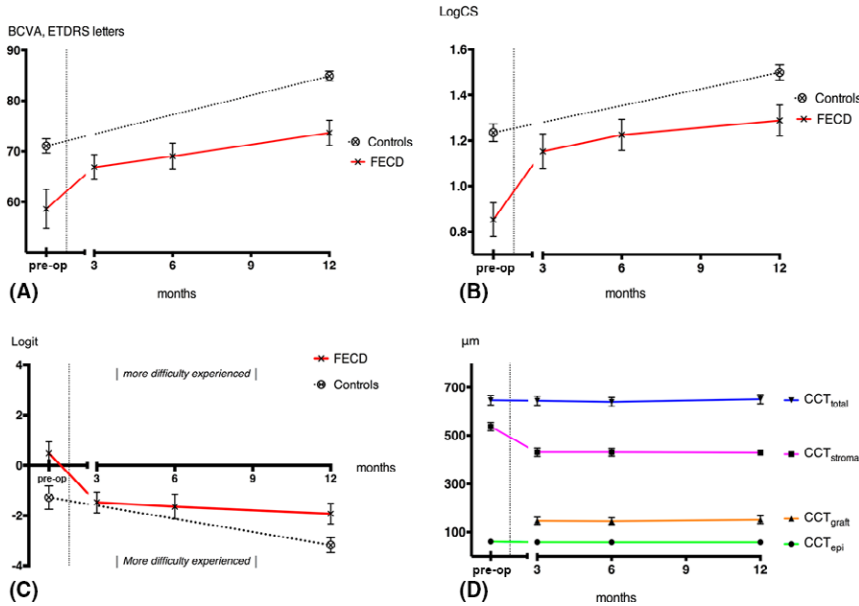 BCVA, ETDRS letters
90
80
70
60
pre-op
3
6
9
12
months
Controls
FECD
(A)
LogCS
1.6
1.4
1.2
1.0
0.8
pre-op
3
6
9
12
months
Controls
FECD
(B)
Logit
4
2
0
-2
-4
pre-op
3
6
9
12
months
| more difficulty experienced |
| More difficulty experienced |
FECD
Controls
(C)
µm
700
500
300
100
pre-op
3
6
9
12
months
CCTtotal
CCTstroma
CCTgraft
CCTepi
(D)